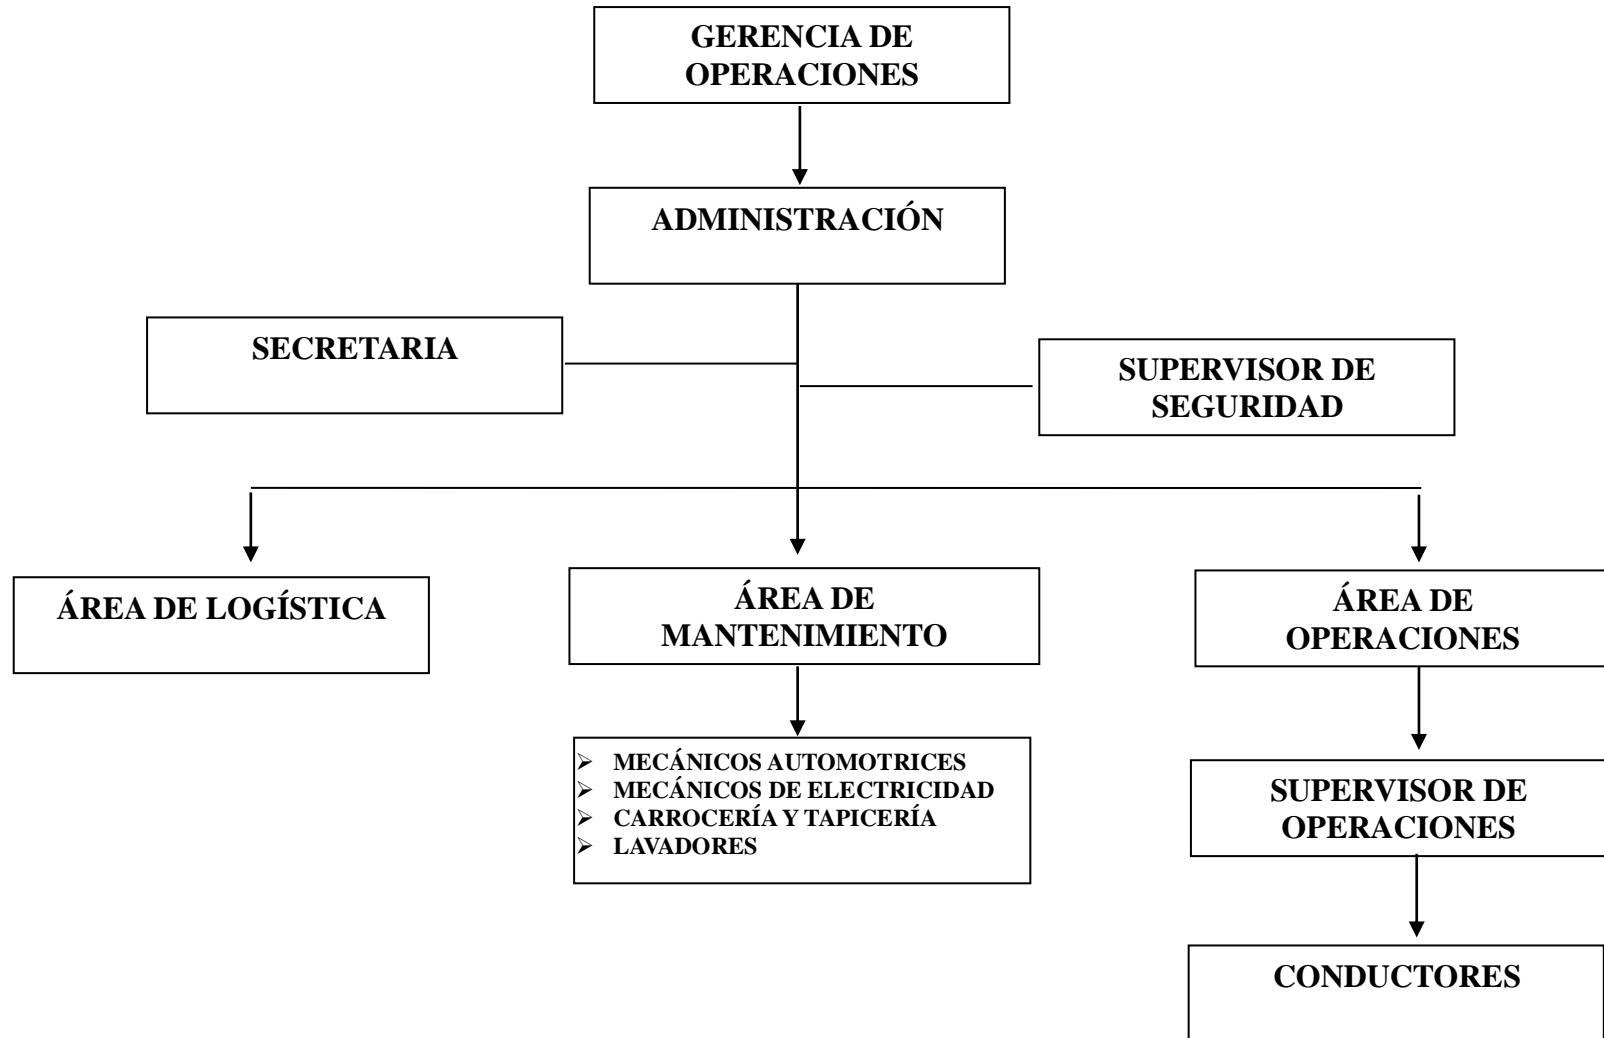 GERENCIA DE
OPERACIONES
ADMINISTRACIÓN
SECRETARIA
SUPERVISOR DE
SEGURIDAD
ÁREA DE LOGÍSTICA
ÁREA DE
MANTENIMIENTO
ÁREA DE
OPERACIONES
➢ MECÁNICOS AUTOMOTRICES
➢ MECÁNICOS DE ELECTRICIDAD
➢ CARROCERÍA Y TAPICERÍA
➢ LAVADORES
SUPERVISOR DE
OPERACIONES
CONDUCTORES